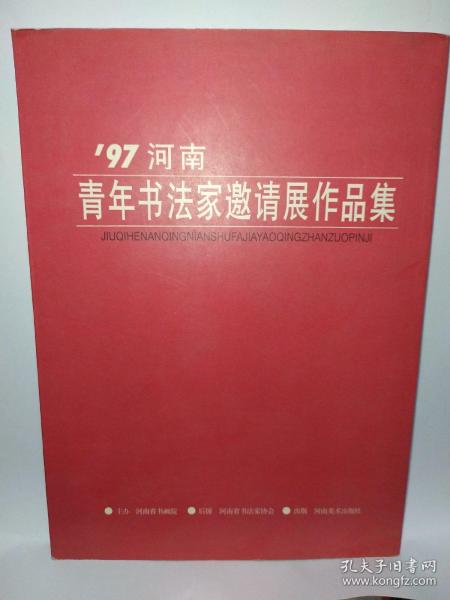 '97 河南
青年书法家邀请展作品集
JIUQIHENANQINGNIANSHUFAJIAYAOQINGZHANZUOPINJI
● 主办 河南省书画院 ● 后援 河南省书法家协会 ● 出版 河南美术出版社
孔夫子旧书网
www.kongfz.com